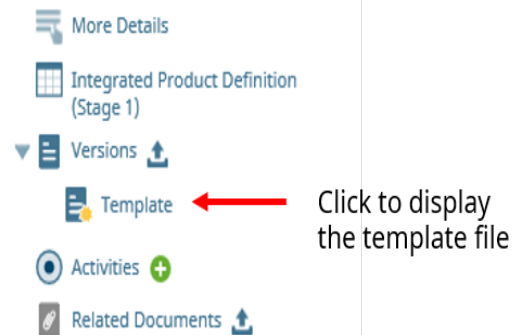 More Details
Integrated Product Definition
(Stage 1)
Versions
Template
Click to display
the template file
Activities
Related Documents